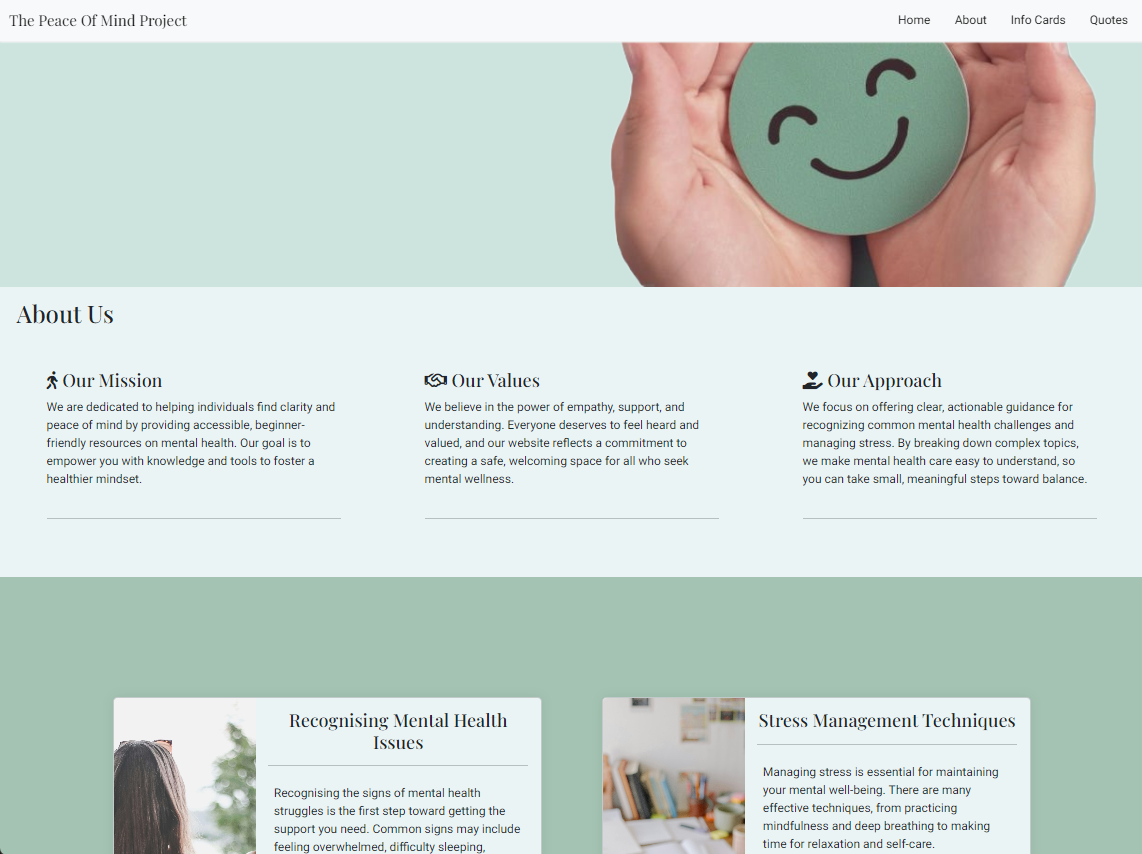 The Peace Of Mind Project
Home About Info Cards Quotes
About Us
Our Mission
We are dedicated to helping individuals find clarity and
peace of mind by providing accessible, beginner-
friendly resources on mental health. Our goal is to
empower you with knowledge and tools to foster a
healthier mindset.
Our Values
We believe in the power of empathy, support, and
understanding. Everyone deserves to feel heard and
valued, and our website reflects a commitment to
creating a safe, welcoming space for all who seek
mental wellness.
Our Approach
We focus on offering clear, actionable guidance for
recognizing common mental health challenges and
managing stress. By breaking down complex topics,
we make mental health care easy to understand, so
you can take small, meaningful steps toward balance.
Recognising Mental Health
Issues
Recognising the signs of mental health
struggles is the first step toward getting the
support you need. Common signs may include
feeling overwhelmed, difficulty sleeping,
Stress Management Techniques
Managing stress is essential for maintaining
your mental well-being. There are many
effective techniques, from practicing
mindfulness and deep breathing to making
time for relaxation and self-care.